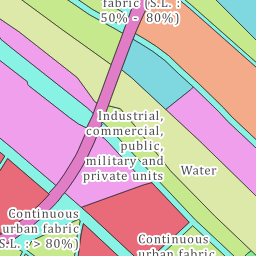 fabric (S.L. :
50% - 80%)
Industrial,
commercial,
public,
military and
private units
Water
Continuous
urban fabric
S.L. : > 80%)
Continuous
urban fabric